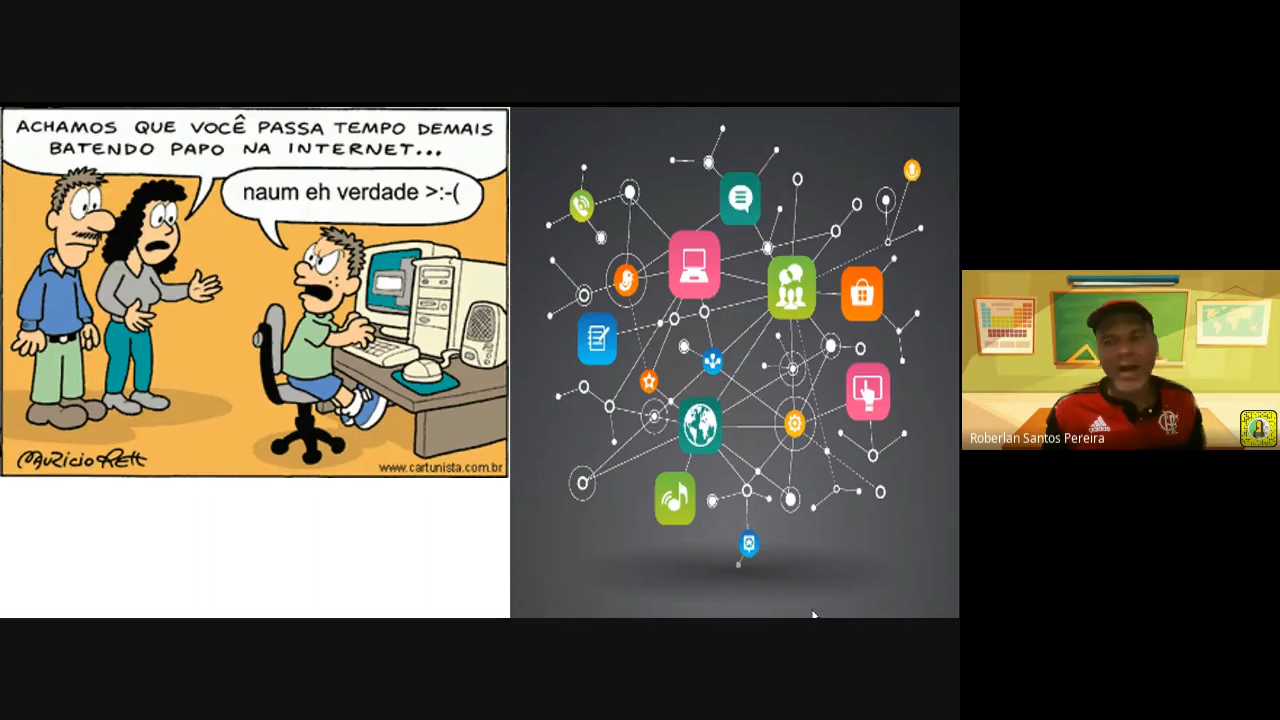 ACHAMOS QUE VOCÊ PASSA TEMPO DEMAIS
BATENDO PAPO NA INTERNET...
naum eh verdade >:-(
MAURICIO RETT
www.cartunista.com.br
adidas
Roberlan Santos Pereira